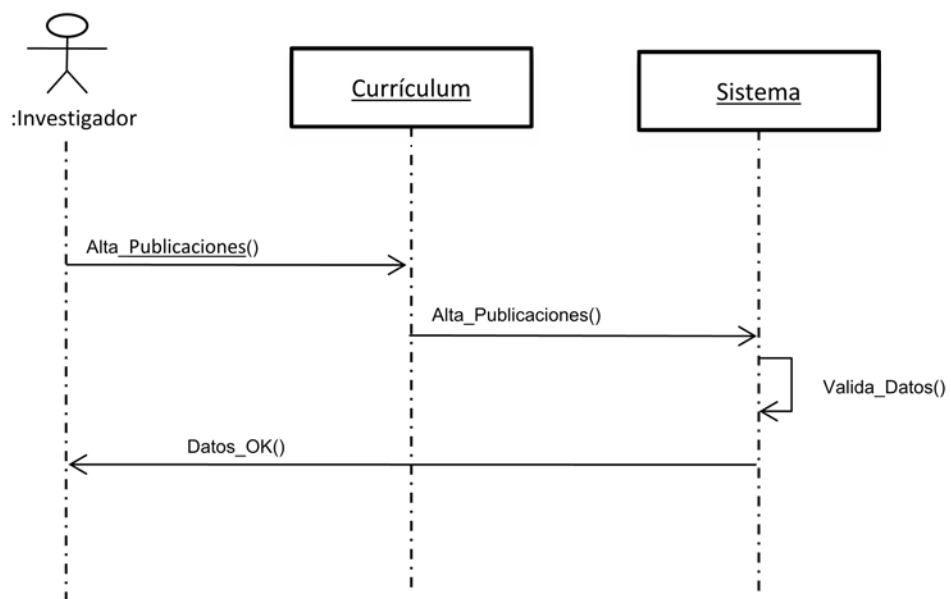 :Investigador
Currículum
Sistema
Alta_Publicaciones()
Alta_Publicaciones()
Valida_Datos()
Datos_OK()